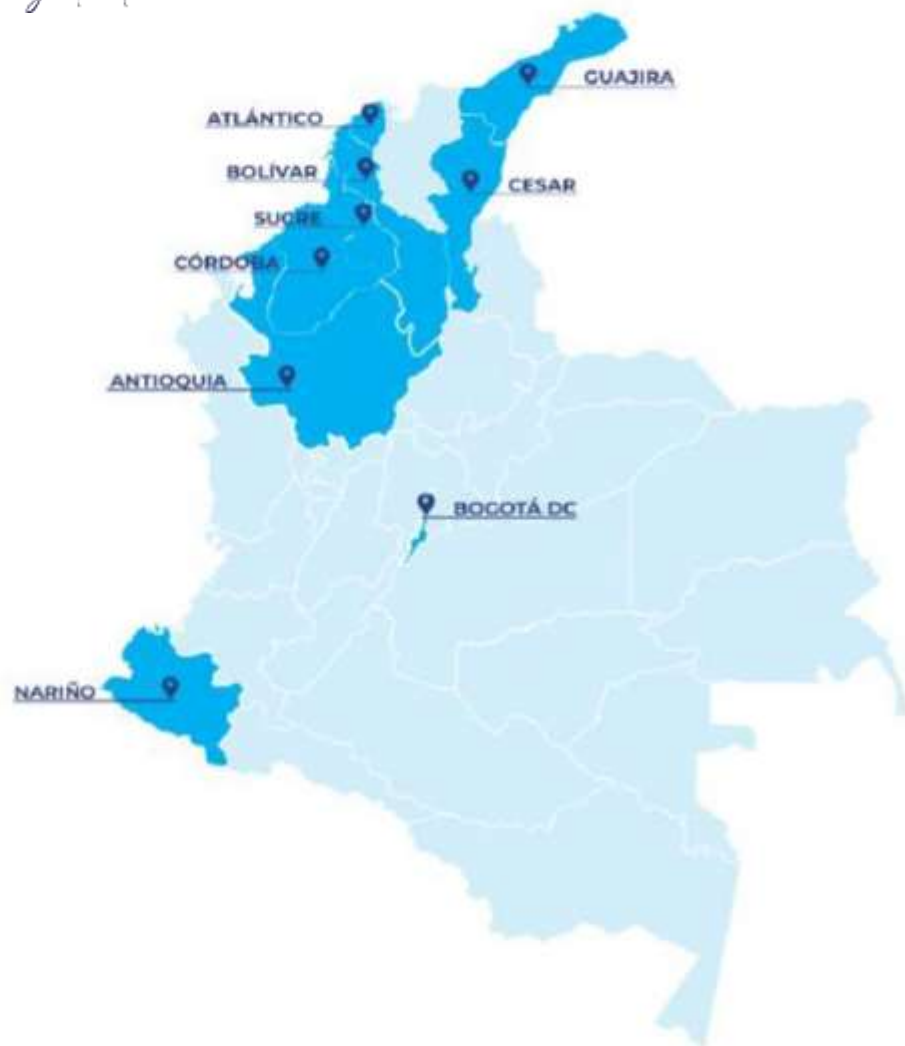 GUAJIRA
ATLÁNTICO
BOLÍVAR
CESAR
SUCRE
CÓRDOBA
ANTIOQUIA
BOGOTÁ DC
NARIÑO